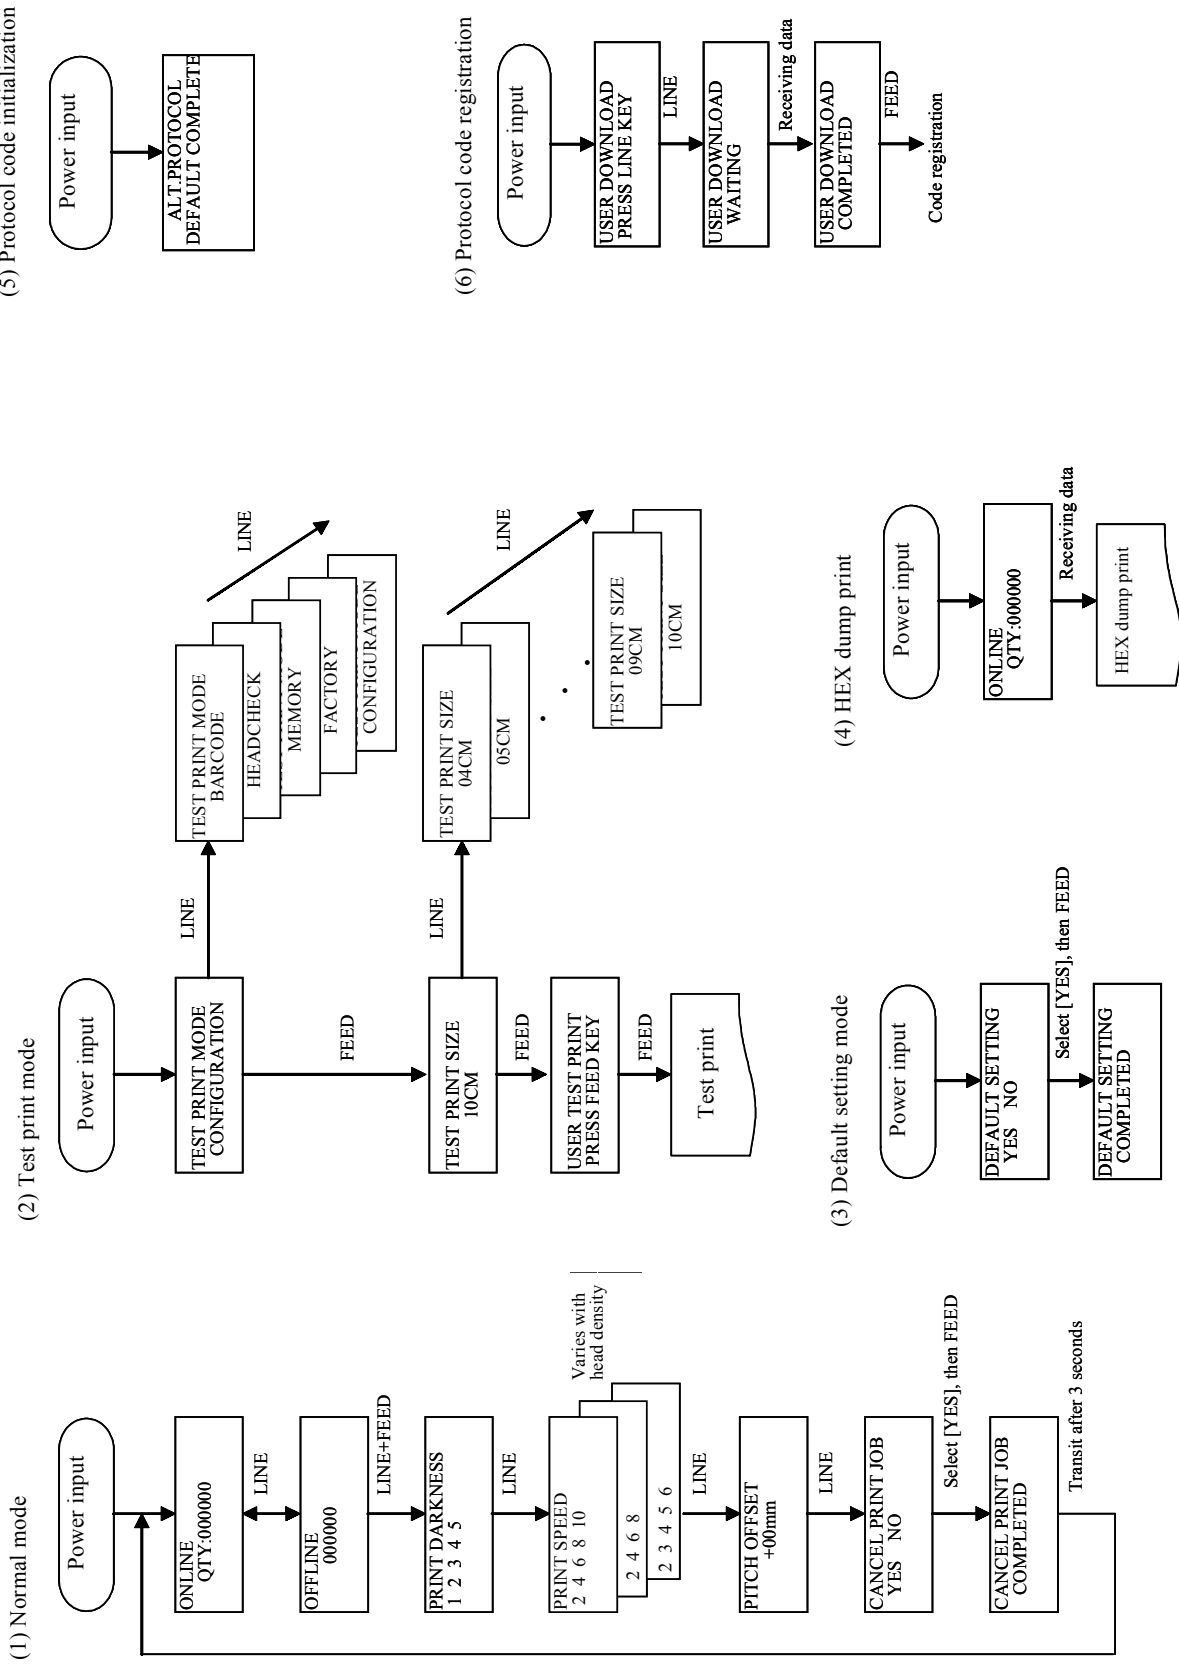 (1) Normal mode
Power input
ONLINE
QTY:000000
LINE
OFFLINE
000000
LINE+FEED
PRINT DARKNESS
1 2 3 4 5
LINE
PRINT SPEED
2 4 6 8 10
2 4 6 8
2 3 4 5 6
Varies with
head density
LINE
PITCH OFFSET
+00mm
LINE
CANCEL PRINT JOB
YES NO
Select [YES], then FEED
CANCEL PRINT JOB
COMPLETED
Transit after 3 seconds
(2) Test print mode
Power input
TEST PRINT MODE
CONFIGURATION
LINE
TEST PRINT MODE
BARCODE
HEADCHECK
MEMORY
FACTORY
CONFIGURATION
LINE
FEED
TEST PRINT SIZE
10CM
LINE
TEST PRINT SIZE
04CM
05CM
. . .
TEST PRINT SIZE
09CM
10CM
LINE
FEED
USER TEST PRINT
PRESS FEED KEY
FEED
Test print
(3) Default setting mode
Power input
DEFAULT SETTING
YES NO
Select [YES], then FEED
DEFAULT SETTING
COMPLETED
(4) HEX dump print
Power input
ONLINE
QTY:000000
Receiving data
HEX dump print
(5) Protocol code initialization
Power input
ALT.PROTOCOL
DEFAULT COMPLETE
(6) Protocol code registration
Power input
USER DOWNLOAD
PRESS LINE KEY
LINE
USER DOWNLOAD
WAITING
Receiving data
USER DOWNLOAD
COMPLETED
FEED
Code registration